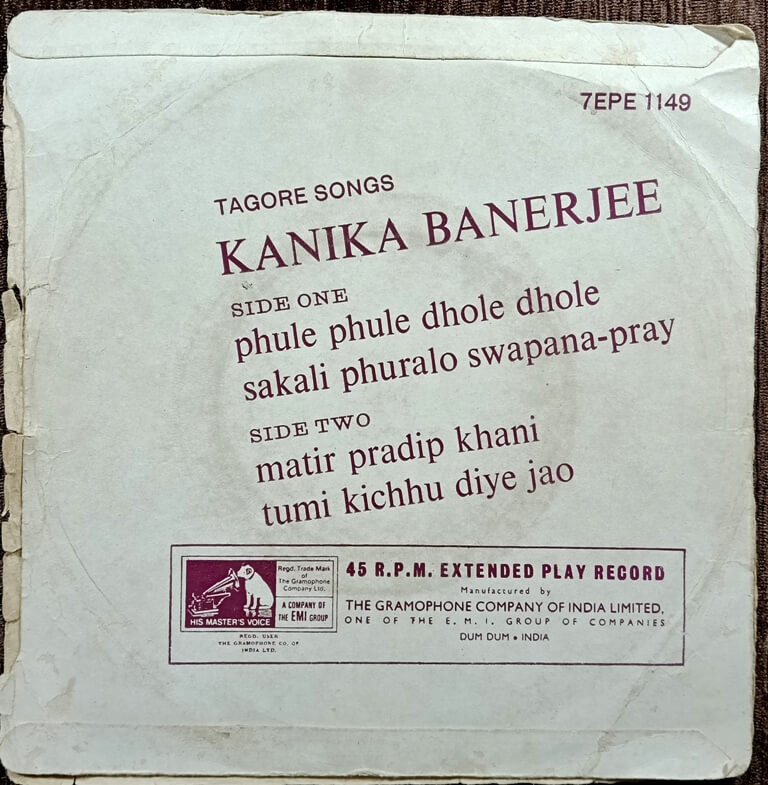 7EPE 1149
TAGORE SONGS
KANIKA BANERJEE
SIDE ONE
phule phule dhole dhole
sakali phuralo swapana-pray
SIDE TWO
matir pradip khani
tumi kichhu diye jao
HIS MASTER'S VOICE
Regd. Trade Mark
of
The Gramophone
Company Ltd.
A COMPANY OF
THE EMI GROUP
REGD. USER
THE GRAMOPHONE CO. OF
INDIA LTD.
45 R.P.M. EXTENDED PLAY RECORD
Manufactured by
THE GRAMOPHONE COMPANY OF INDIA LIMITED,
ONE OF THE E. M. I. GROUP OF COMPANIES
DUM DUM • INDIA